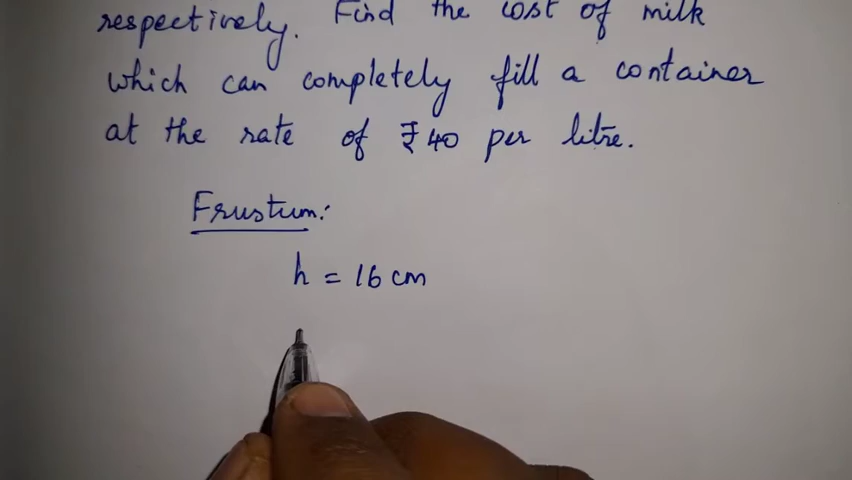 respectively. Find the cost of milk
which can completely fill a container
at the rate of ₹40 per litre.
Frustum:
h = 16 cm